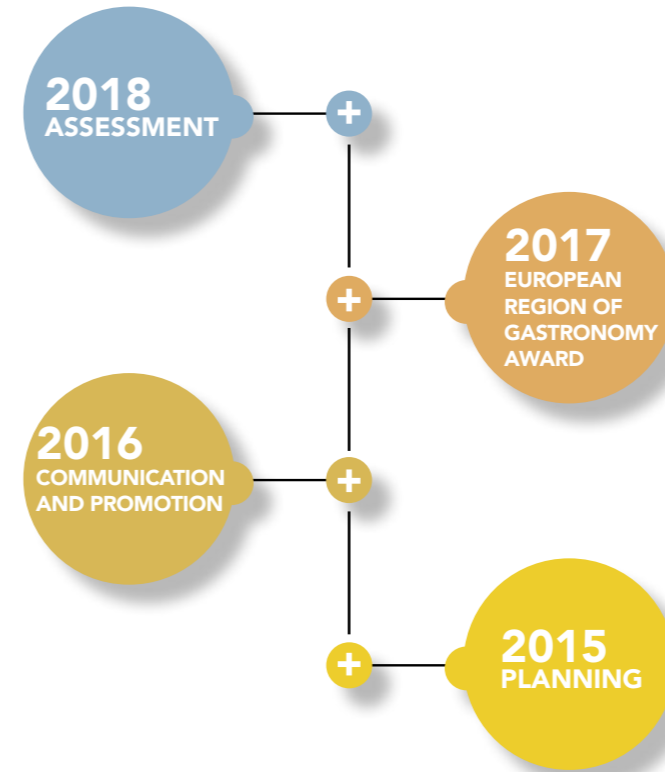 2018
ASSESSMENT
2017
EUROPEAN
REGION OF
GASTRONOMY
AWARD
2016
COMMUNICATION
AND PROMOTION
2015
PLANNING